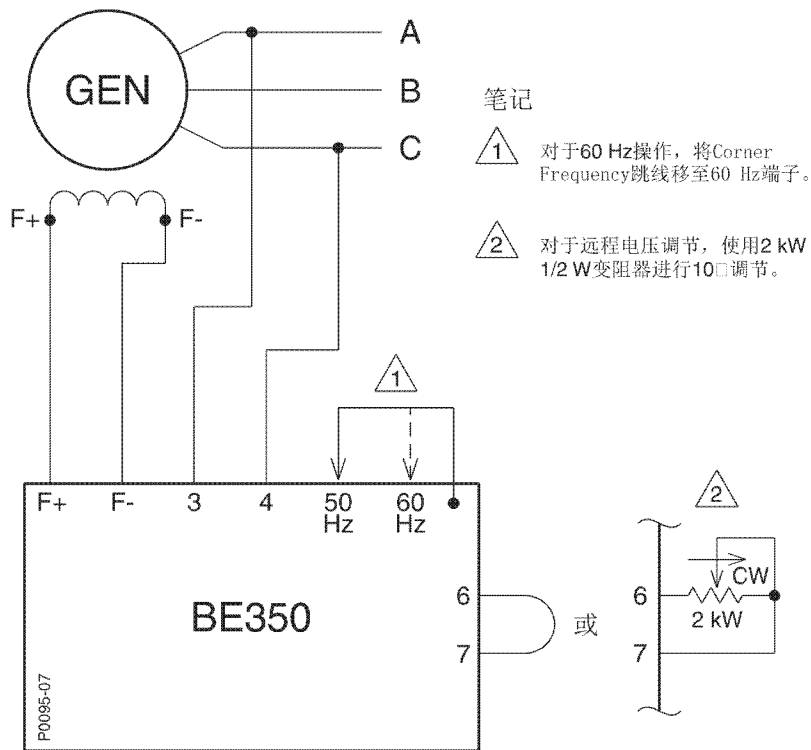 GEN
A
B
C
F+
F-
笔记
1
对于60 Hz操作，将Corner
Frequency跳线移至60 Hz端子。
2
对于远程电压调节，使用2 kW
1/2 W变阻器进行10□调节。
1
F+ F- 3 4 50 Hz 60 Hz
BE350
6
7
P0095-07
或
2
6
CW
2 kW
7